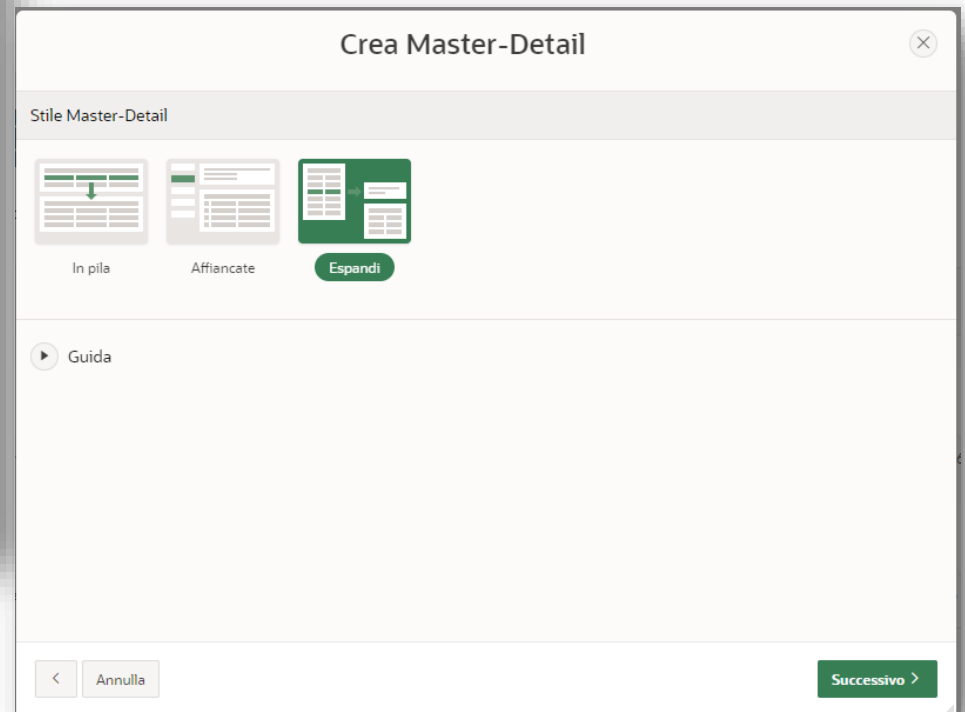 Crea Master-Detail
Stile Master-Detail
In pila
Affiancate
Espandi
Guida
Annulla
Successivo